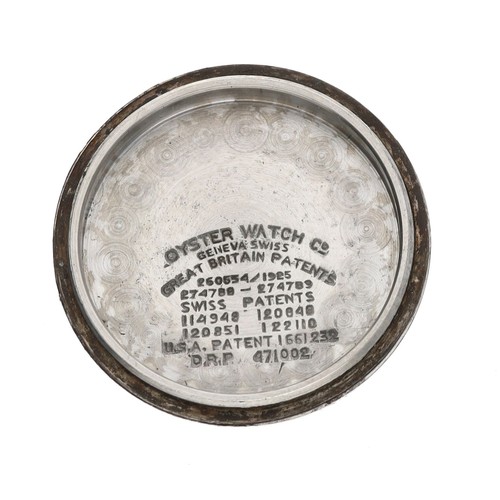 OYSTER WATCH Co
GENEVA SWISS
GREAT BRITAIN PATENTS
260554/1925
274788 - 274789
SWISS PATENTS
114948 120848
120851 122110
U.S.A. PATENT 1661232
D.R.P. 471002